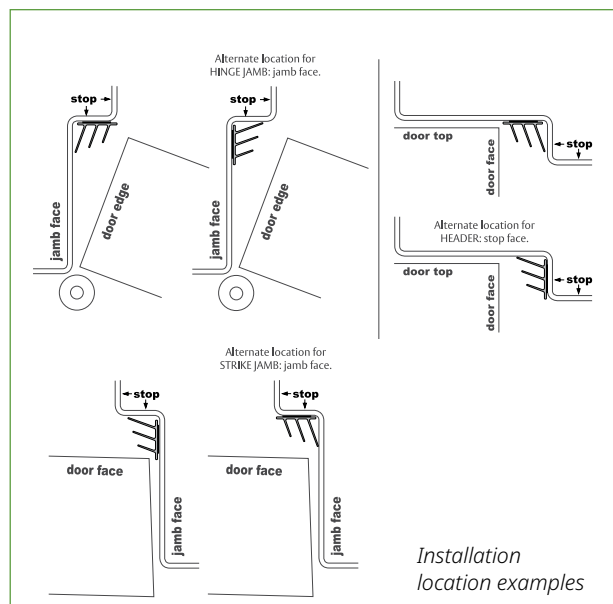 Alternate location for
HINGE JAMB: jamb face.
stop
jamb face
door edge
stop
jamb face
door edge
door top
door face
stop
Alternate location for
HEADER: stop face.
door top
door face
stop
Alternate location for
STRIKE JAMB: jamb face.
stop
door face
jamb face
stop
door face
jamb face
Installation
location examples